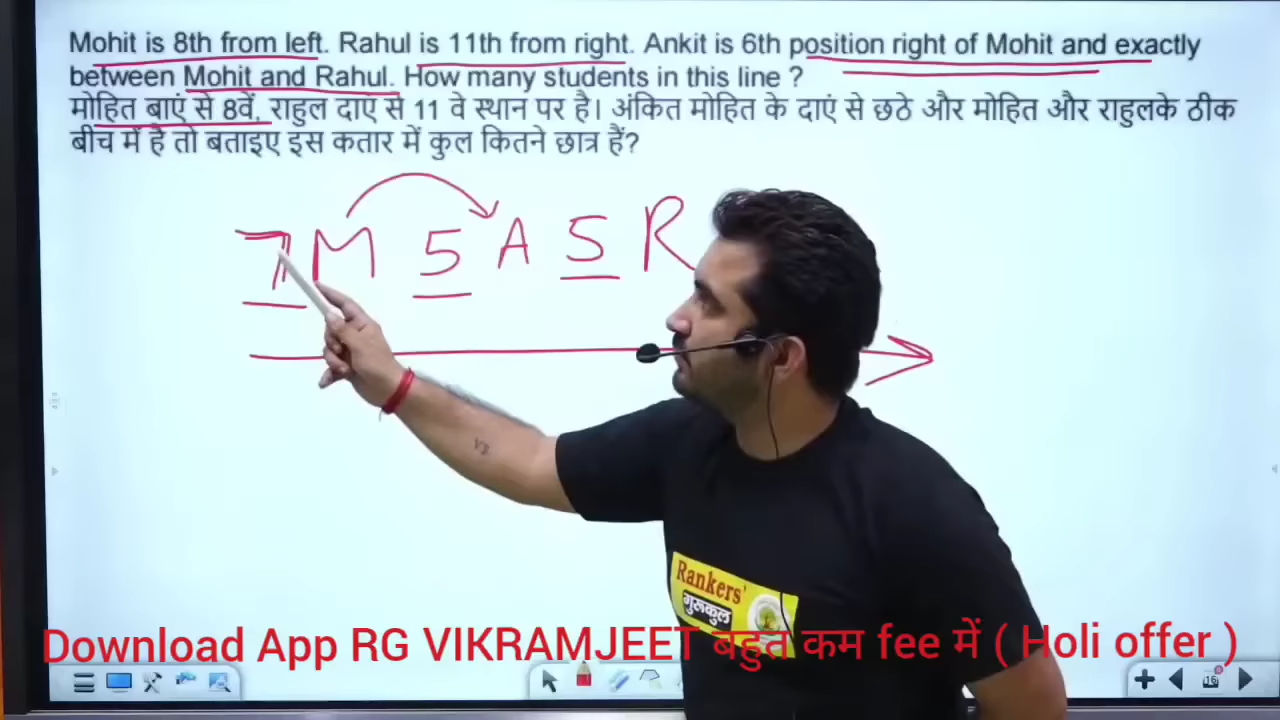 Mohit is 8th from left. Rahul is 11th from right. Ankit is 6th position right of Mohit and exactly
between Mohit and Rahul. How many students in this line ?
मोहित बाएं से 8वें, राहुल दाएं से 11 वे स्थान पर है। अंकित मोहित के दाएं से छठे और मोहित और राहुलके ठीक
बीच में है तो बताइए इस कतार में कुल कितने छात्र हैं?
7 M 5 A 5 R
Rankers'
गुरुकुल
Download App RG VIKRAMJEET बहुत कम fee में ( Holi offer )
16